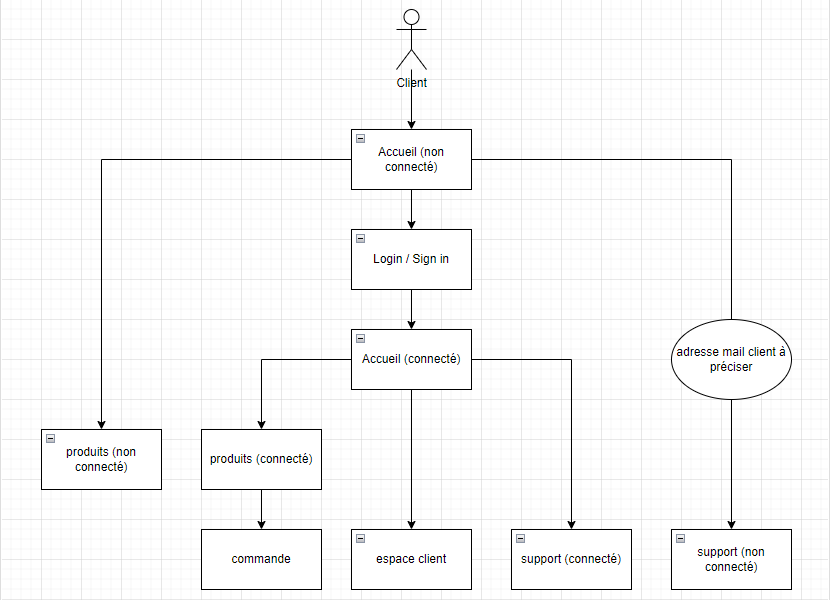 Client
Accueil (non
connecté)
Login / Sign in
Accueil (connecté)
adresse mail client à
préciser
produits (non
connecté)
produits (connecté)
commande
espace client
support (connecté)
support (non
connecté)